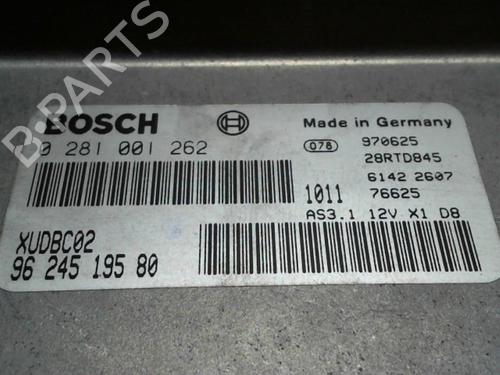 BOSCH
Made in Germany
0 281 001 262
078 970625
28RTD845
6142 2607
1011 76625
AS3.1 12V X1 D8
XUDBC02
96 245 195 80
B-PARTS